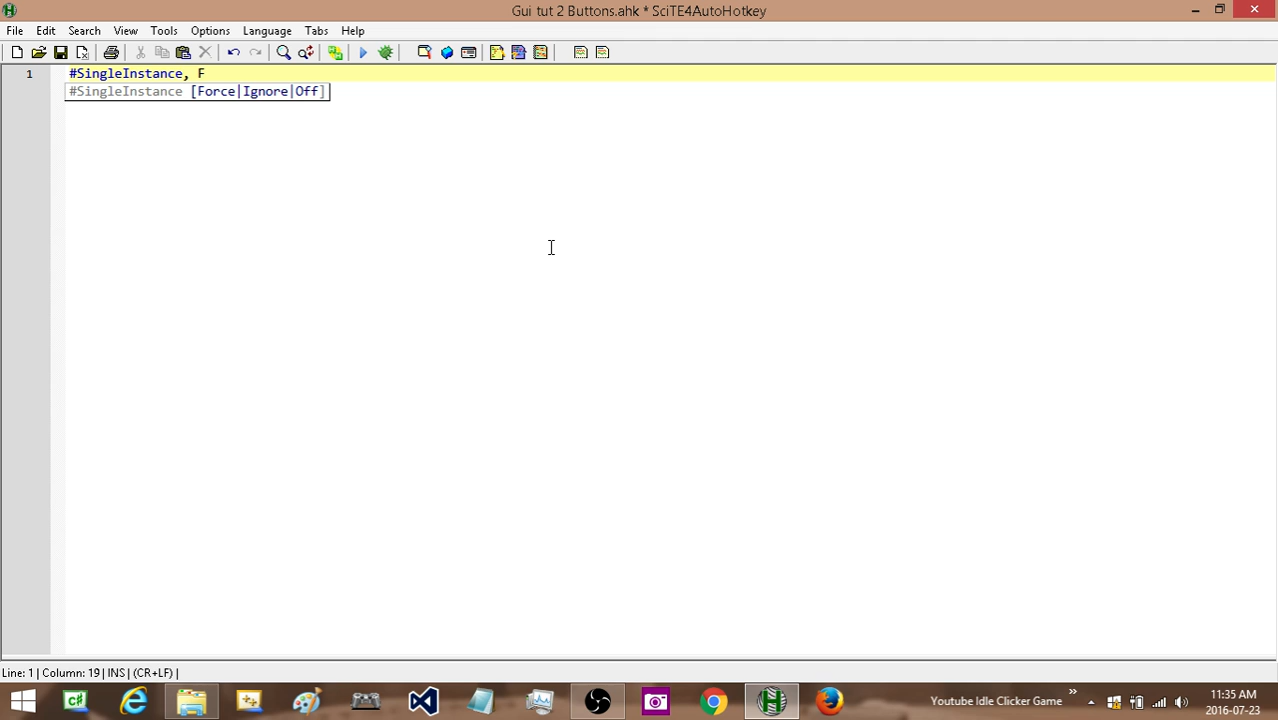 Gui tut 2 Buttons.ahk * SciTE4AutoHotkey
File Edit Search View Tools Options Language Tabs Help
1 #SingleInstance, F
#SingleInstance [Force|Ignore|Off]
Line: 1 | Column: 19 | INS | (CR+LF) |
C#
Youtube Idle Clicker Game
11:35 AM
2016-07-23